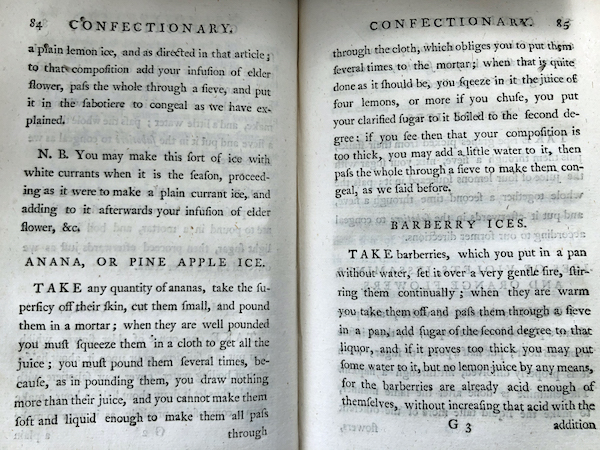 84 CONFECTIONARY.
a plain lemon ice, and as directed in that article;
to that composition add your infusion of elder
flower, pass the whole through a sieve, and put
it in the sabotiere to congeal as we have ex-
plained.
N. B. You may make this sort of ice with
white currants when it is the season, proceed-
ing as it were to make a plain currant ice, and
adding to it afterwards your infusion of elder
flower, &c.
ANANA, OR PINE APPLE ICE.
TAKE any quantity of ananas, take the su-
perficy off their skin, cut them small, and pound
them in a mortar; when they are well pounded
you must squeeze them in a cloth to get all the
juice; you must pound them several times, be-
cause, as in pounding them, you draw nothing
more than their juice, and you cannot make them
soft and liquid enough to make them all pass
through
CONFECTIONARY. 85
through the cloth, which obliges you to put them
several times to the mortar; when that is quite
done as it should be, you sqeeze in it the juice of
four lemons, or more if you chuse, you put
your clarified sugar to it boiled to the second de-
gree: if you see then that your composition is
too thick, you may add a little water to it, then
pass the whole through a sieve to make them con-
geal, as we said before.
BARBERRY ICES.
TAKE barberries, which you put in a pan
without water, set it over a very gentle fire, stir-
ring them continually; when they are warm
you take them off and pass them through a sieve
in a pan, add sugar of the second degree to that
liquor, and if it proves too thick you may put
some water to it, but no lemon juice by any means,
for the barberries are already acid enough of
themselves, without increasing that acid with the
G 3 addition